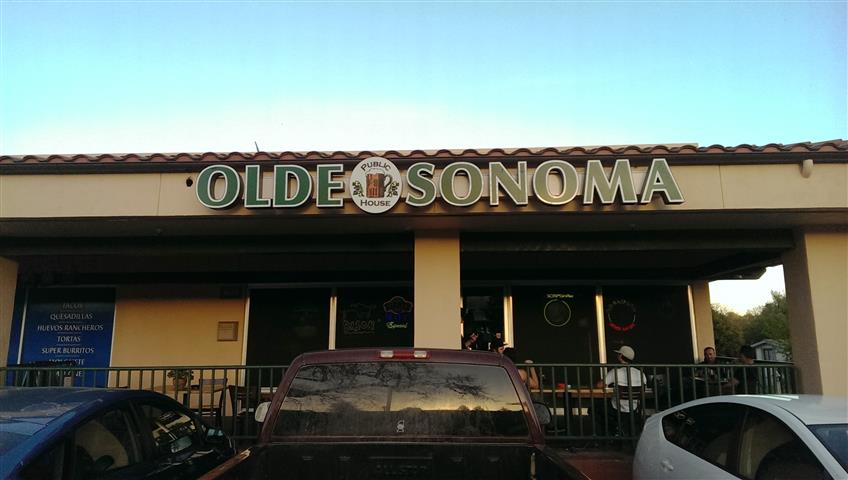 OLDE
PUBLIC
HOUSE
SONOMA
TACOS
QUESADILLAS
HUEVOS RANCHEROS
TORTAS
SUPER BURRITOS